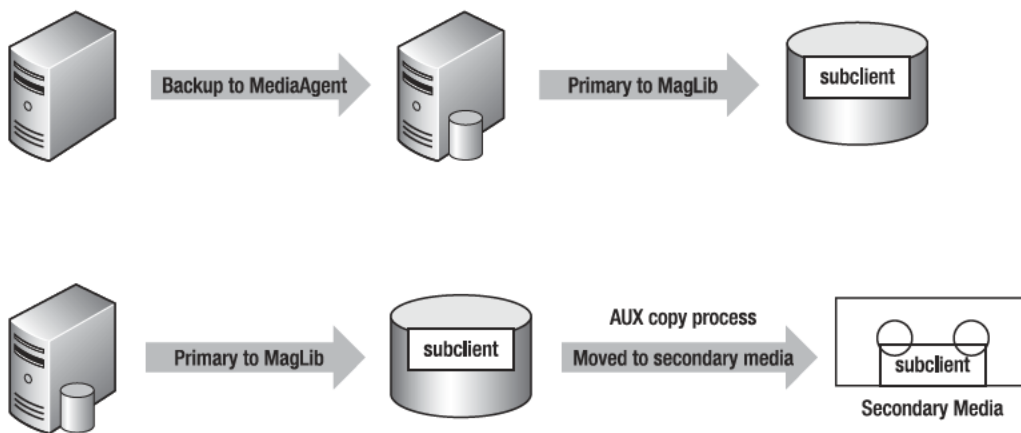 Backup to MediaAgent
Primary to MagLib
subclient
Primary to MagLib
subclient
AUX copy process
Moved to secondary media
subclient
Secondary Media